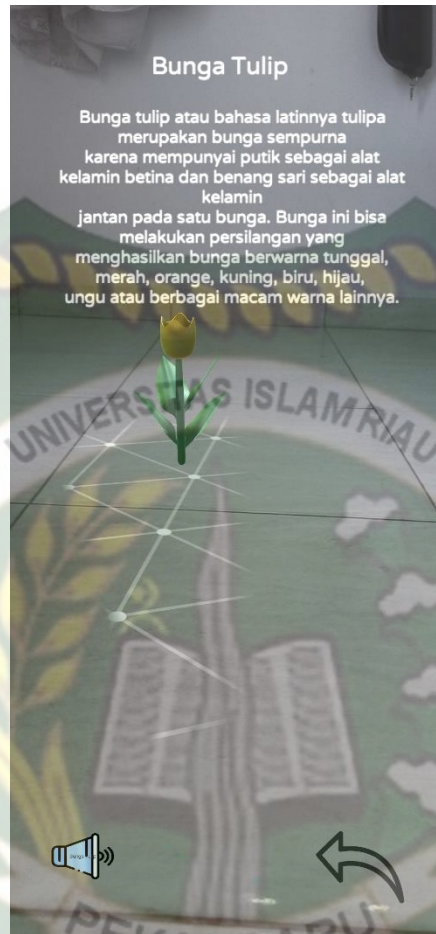 Bunga Tulip
Bunga tulip atau bahasa latinnya tulipa
merupakan bunga sempurna
karena mempunyai putik sebagai alat
kelamin betina dan benang sari sebagai alat
kelamin
jantan pada satu bunga. Bunga ini bisa
melakukan persilangan yang
menghasilkan bunga berwarna tunggal,
merah, orange, kuning, biru, hijau,
ungu atau berbagai macam warna lainnya.
UNIVERSITAS ISLAM RIAU